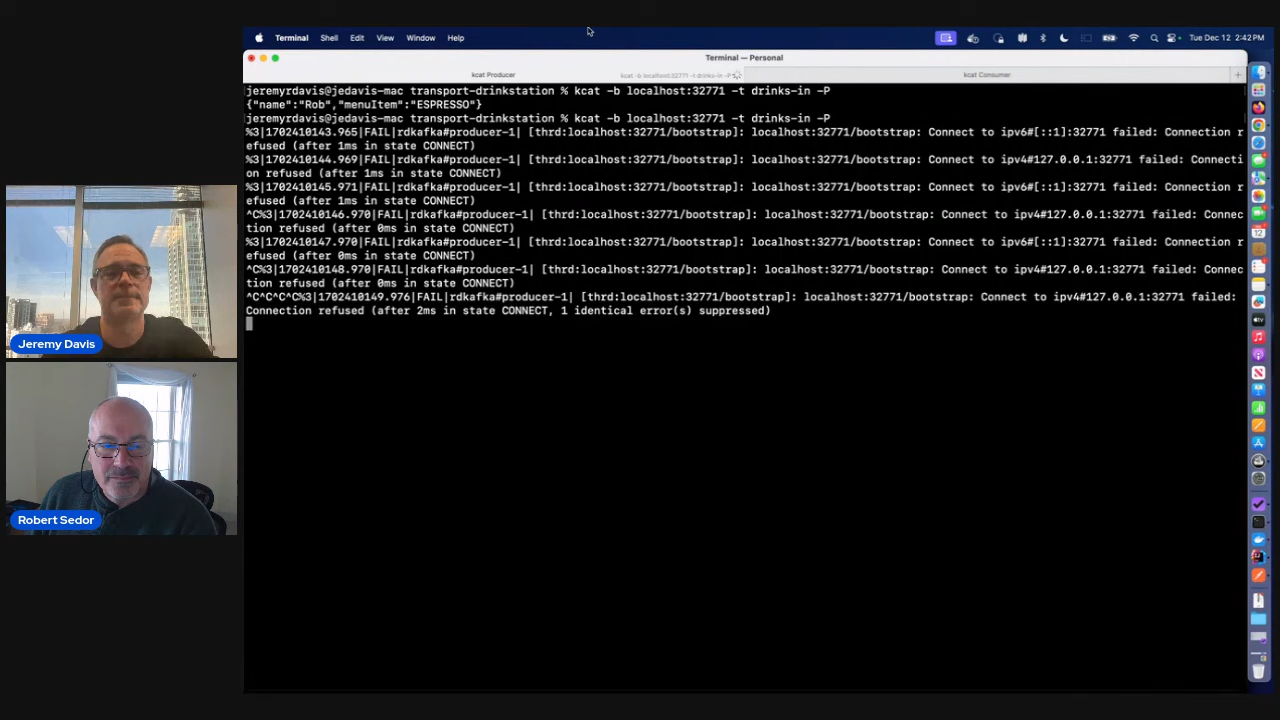 Terminal Shell Edit View Window Help
Tue Dec 12 2:42 PM
Terminal — Personal
kcat Producer
kcat -b localhost:32771 -t drinks-in -P
kcat Consumer
jeremyrdavis@jedavis-mac transport-drinkstation % kcat -b localhost:32771 -t drinks-in -P
{"name":"Rob","menuItem":"ESPRESSO"}
jeremyrdavis@jedavis-mac transport-drinkstation % kcat -b localhost:32771 -t drinks-in -P
%3|1702410143.965|FAIL|rdkafka#producer-1| [thrd:localhost:32771/bootstrap]: localhost:32771/bootstrap: Connect to ipv6#[::1]:32771 failed: Connection r
efused (after 1ms in state CONNECT)
%3|1702410144.969|FAIL|rdkafka#producer-1| [thrd:localhost:32771/bootstrap]: localhost:32771/bootstrap: Connect to ipv4#127.0.0.1:32771 failed: Connecti
on refused (after 1ms in state CONNECT)
%3|1702410145.971|FAIL|rdkafka#producer-1| [thrd:localhost:32771/bootstrap]: localhost:32771/bootstrap: Connect to ipv6#[::1]:32771 failed: Connection r
efused (after 1ms in state CONNECT)
^C%3|1702410146.970|FAIL|rdkafka#producer-1| [thrd:localhost:32771/bootstrap]: localhost:32771/bootstrap: Connect to ipv4#127.0.0.1:32771 failed: Connec
tion refused (after 0ms in state CONNECT)
%3|1702410147.970|FAIL|rdkafka#producer-1| [thrd:localhost:32771/bootstrap]: localhost:32771/bootstrap: Connect to ipv6#[::1]:32771 failed: Connection r
efused (after 0ms in state CONNECT)
^C%3|1702410148.970|FAIL|rdkafka#producer-1| [thrd:localhost:32771/bootstrap]: localhost:32771/bootstrap: Connect to ipv4#127.0.0.1:32771 failed: Connec
tion refused (after 0ms in state CONNECT)
^C^C^C^C%3|1702410149.976|FAIL|rdkafka#producer-1| [thrd:localhost:32771/bootstrap]: localhost:32771/bootstrap: Connect to ipv4#127.0.0.1:32771 failed:
Connection refused (after 2ms in state CONNECT, 1 identical error(s) suppressed)
Jeremy Davis
Robert Sedor